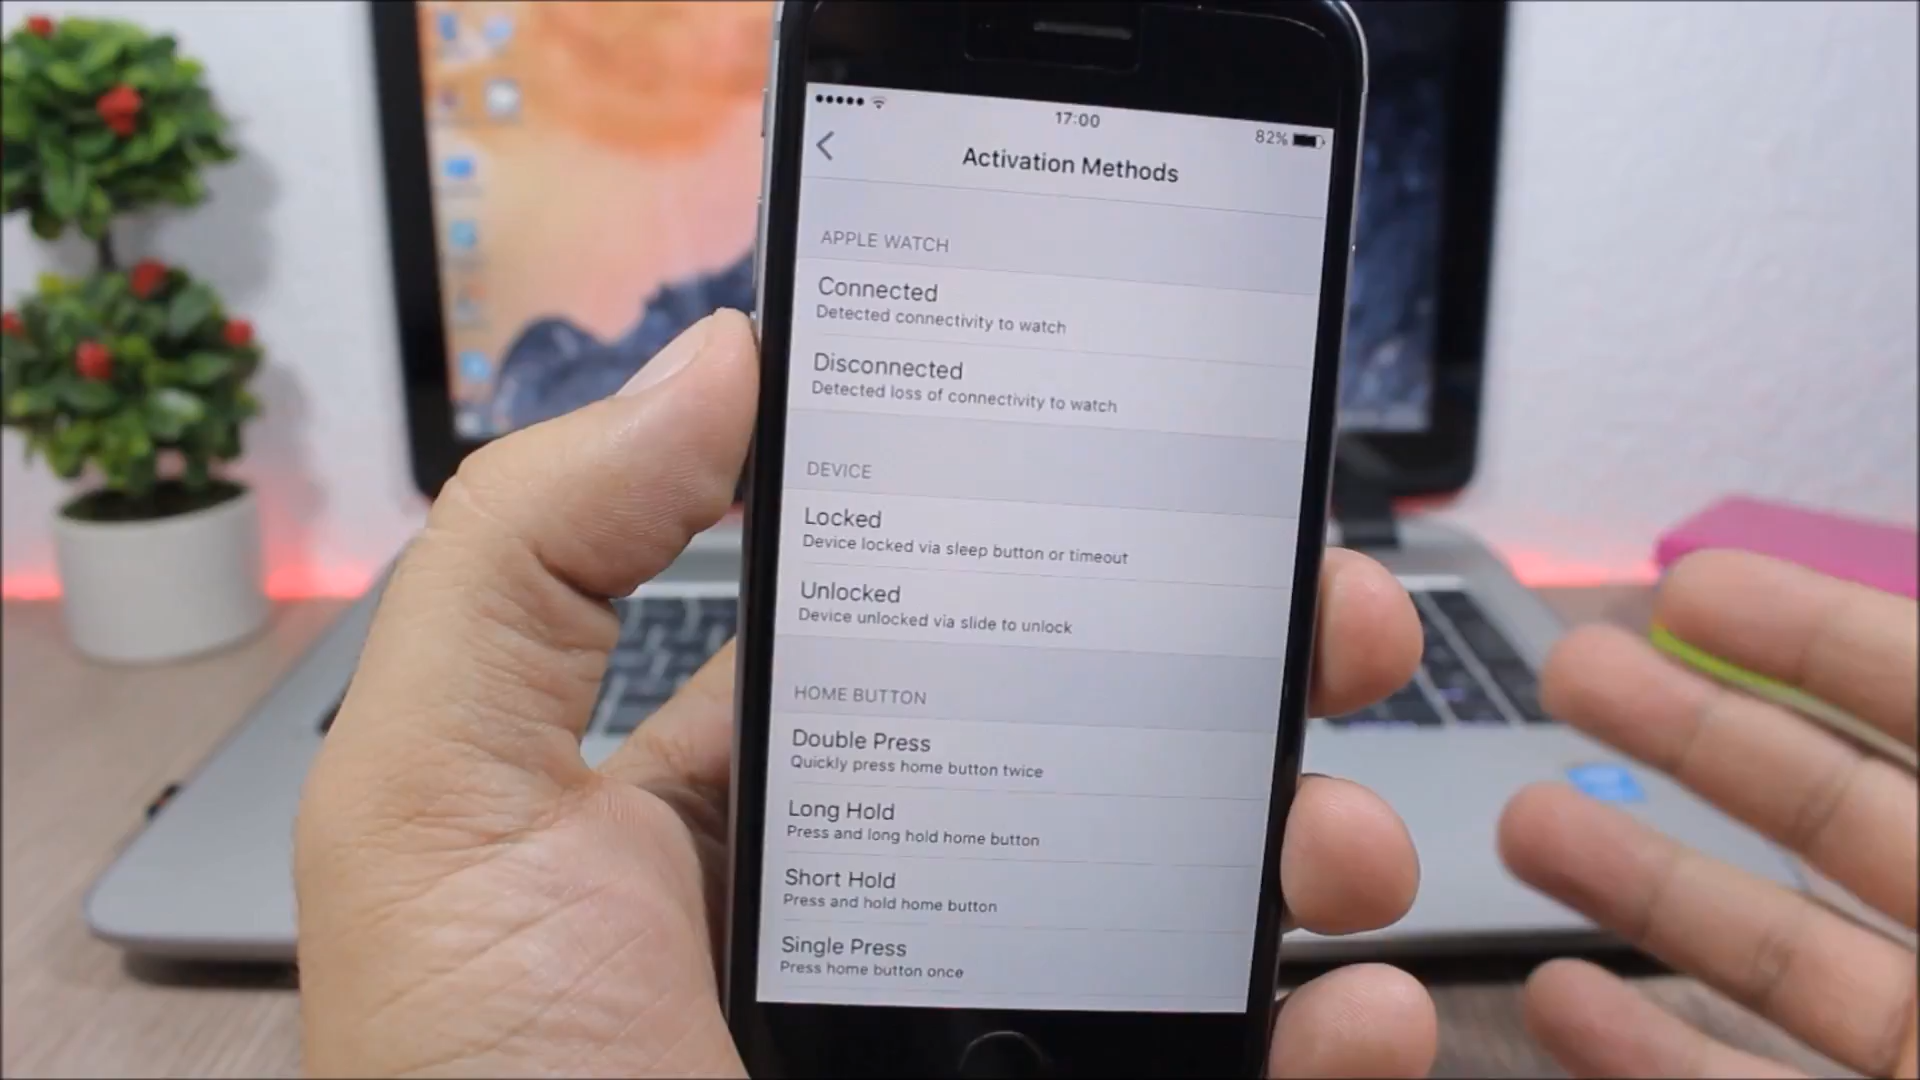 17:00
82%
Activation Methods
APPLE WATCH
Connected
Detected connectivity to watch
Disconnected
Detected loss of connectivity to watch
DEVICE
Locked
Device locked via sleep button or timeout
Unlocked
Device unlocked via slide to unlock
HOME BUTTON
Double Press
Quickly press home button twice
Long Hold
Press and long hold home button
Short Hold
Press and hold home button
Single Press
Press home button once